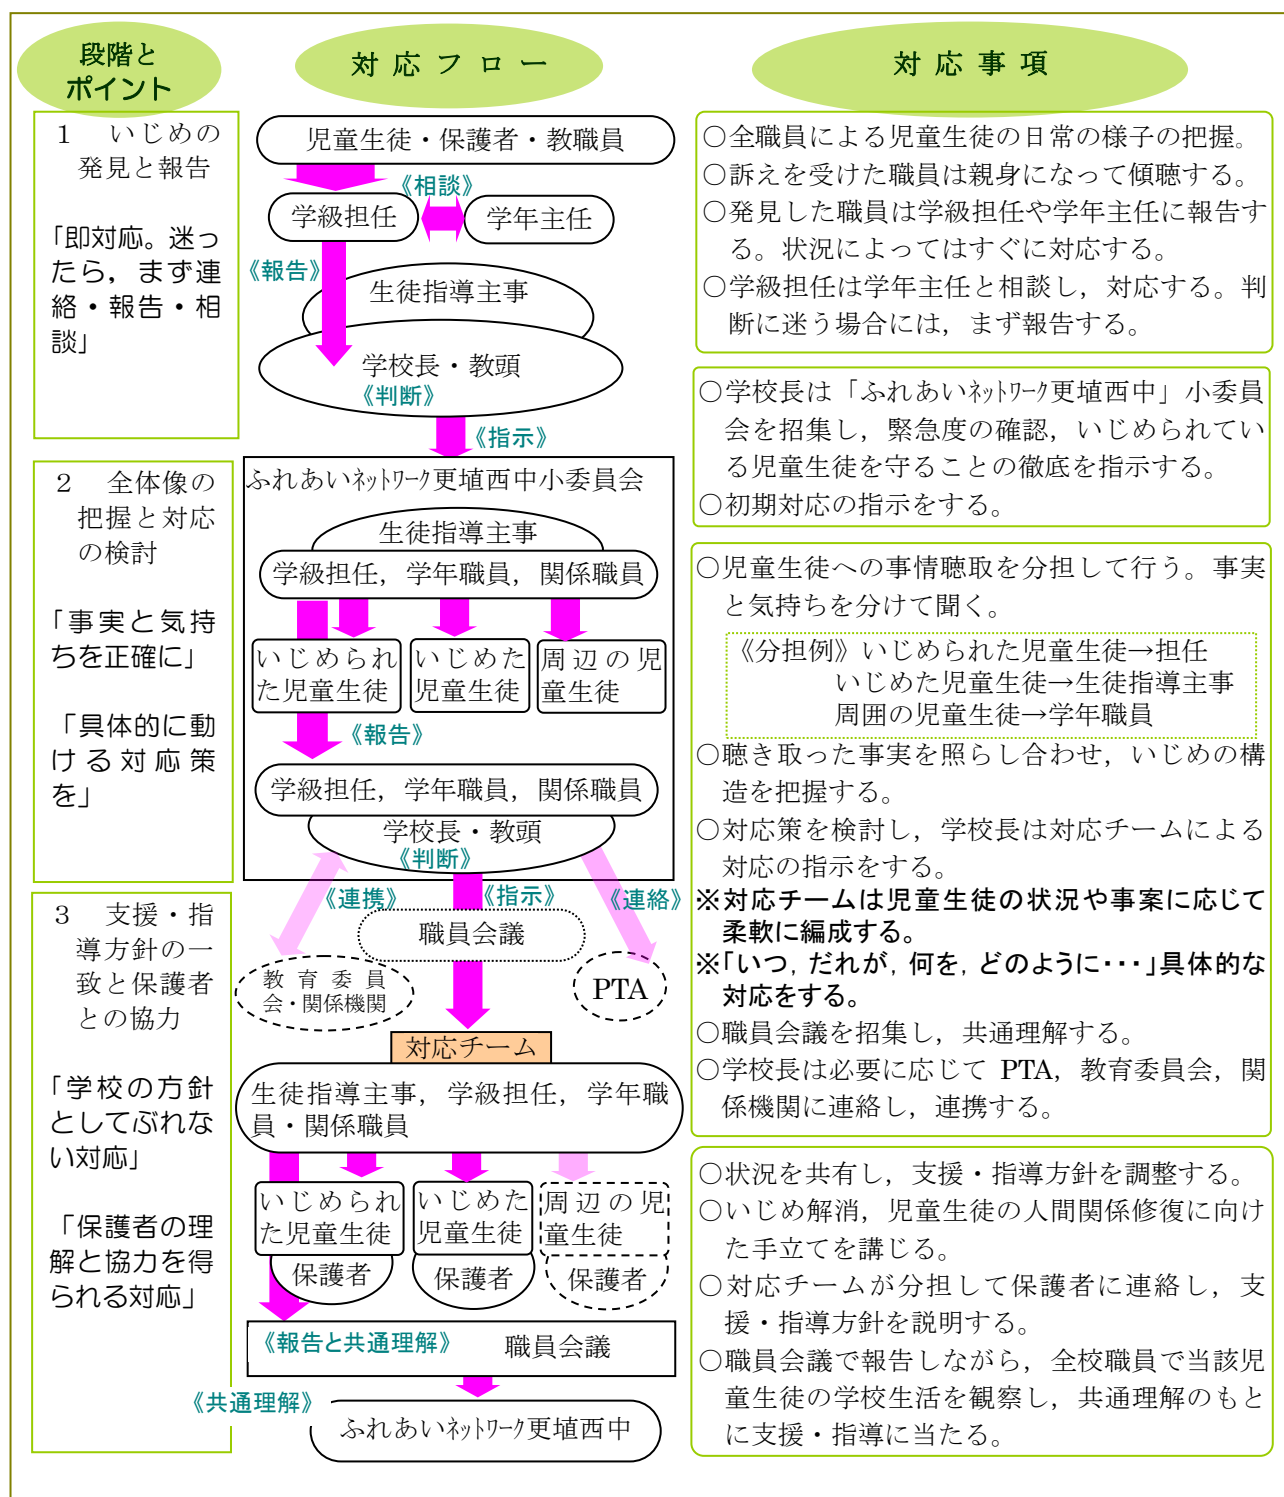 段階と
ポイント
対応フロー
対応事項
1　いじめの
発見と報告
「即対応。迷っ
たら，まず連
絡・報告・相
談」
児童生徒・保護者・教職員
《相談》
学級担任
学年主任
《報告》
生徒指導主事
学校長・教頭
《判断》
《指示》
○全職員による児童生徒の日常の様子の把握。
○訴えを受けた職員は親身になって傾聴する。
○発見した職員は学級担任や学年主任に報告す
る。状況によってはすぐに対応する。
○学級担任は学年主任と相談し，対応する。判
断に迷う場合には，まず報告する。
○学校長は「ふれあいﾈｯﾄﾜｰｸ更埴西中」小委員
会を招集し，緊急度の確認，いじめられてい
る児童生徒を守ることの徹底を指示する。
○初期対応の指示をする。
2　全体像の
把握と対応
の検討
「事実と気持
ちを正確に」
「具体的に動
ける対応策
を」
ふれあいﾈｯﾄﾜｰｸ更埴西中小委員会
生徒指導主事
学級担任，学年職員，関係職員
いじめられ
た児童生徒
いじめた
児童生徒
周辺の児
童生徒
《報告》
学級担任，学年職員，関係職員
学校長・教頭
《判断》
《連携》
《指示》
《連絡》
職員会議
教育委員
会・関係機関
PTA
○児童生徒への事情聴取を分担して行う。事実
と気持ちを分けて聞く。
《分担例》いじめられた児童生徒→担任
いじめた児童生徒→生徒指導主事
周囲の児童生徒→学年職員
○聴き取った事実を照らし合わせ，いじめの構
造を把握する。
○対応策を検討し，学校長は対応チームによる
対応の指示をする。
※対応チームは児童生徒の状況や事案に応じて
柔軟に編成する。
※「いつ，だれが，何を，どのように・・・」具体的な
対応をする。
○職員会議を招集し，共通理解する。
○学校長は必要に応じて PTA，教育委員会，関
係機関に連絡し，連携する。
3　支援・指
導方針の一
致と保護者
との協力
「学校の方針
としてぶれな
い対応」
「保護者の理
解と協力を得
られる対応」
対応チーム
生徒指導主事，学級担任，学年職
員・関係職員
いじめられ
た児童生徒
いじめた
児童生徒
周辺の児
童生徒
保護者
保護者
保護者
《報告と共通理解》
職員会議
《共通理解》
ふれあいﾈｯﾄﾜｰｸ更埴西中
○状況を共有し，支援・指導方針を調整する。
○いじめ解消，児童生徒の人間関係修復に向け
た手立てを講じる。
○対応チームが分担して保護者に連絡し，支
援・指導方針を説明する。
○職員会議で報告しながら，全校職員で当該児
童生徒の学校生活を観察し，共通理解のもと
に支援・指導に当たる。